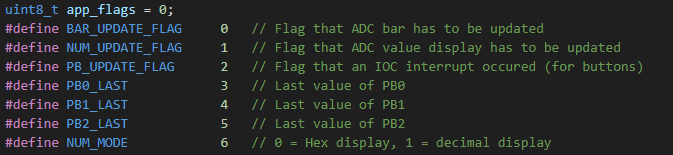 uint8_t app_flags = 0;
#define BAR_UPDATE_FLAG 0 // Flag that ADC bar has to be updated
#define NUM_UPDATE_FLAG 1 // Flag that ADC value display has to be updated
#define PB_UPDATE_FLAG 2 // Flag that an IOC interrupt occured (for buttons)
#define PB0_LAST 3 // Last value of PB0
#define PB1_LAST 4 // Last value of PB1
#define PB2_LAST 5 // Last value of PB2
#define NUM_MODE 6 // 0 = Hex display, 1 = decimal display